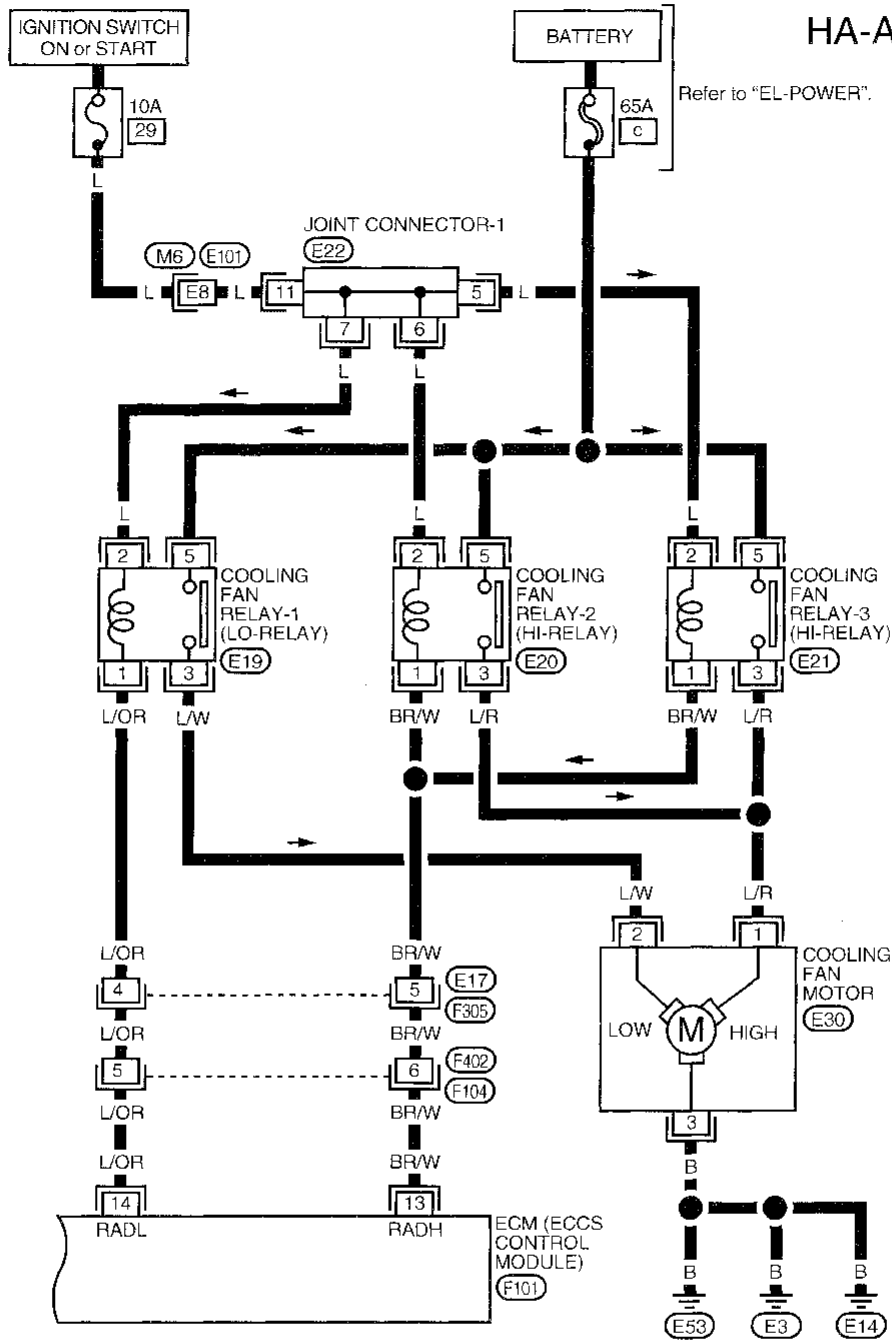 IGNITION SWITCH
ON or START
BATTERY
HA-A
10A
29
65A
c
Refer to "EL-POWER".
L
JOINT CONNECTOR-1
M6 E101
E22
L E8 L 11 5 L
7 6
L L
L L L
2 5 2 5 2 5
COOLING
FAN
RELAY-1
(LO-RELAY)
E19
COOLING
FAN
RELAY-2
(HI-RELAY)
E20
COOLING
FAN
RELAY-3
(HI-RELAY)
E21
1 3 1 3 1 3
L/OR L/W BR/W L/R BR/W L/R
L/W L/R
2 1
COOLING
FAN
MOTOR
E30
LOW M HIGH
3
B
L/OR BR/W
4 5 E17
F305
L/OR BR/W
5 6 F402
F104
L/OR BR/W
L/OR BR/W
14 13
RADL RADH
ECM (ECCS
CONTROL
MODULE)
F101
B B B
E53 E3 E14